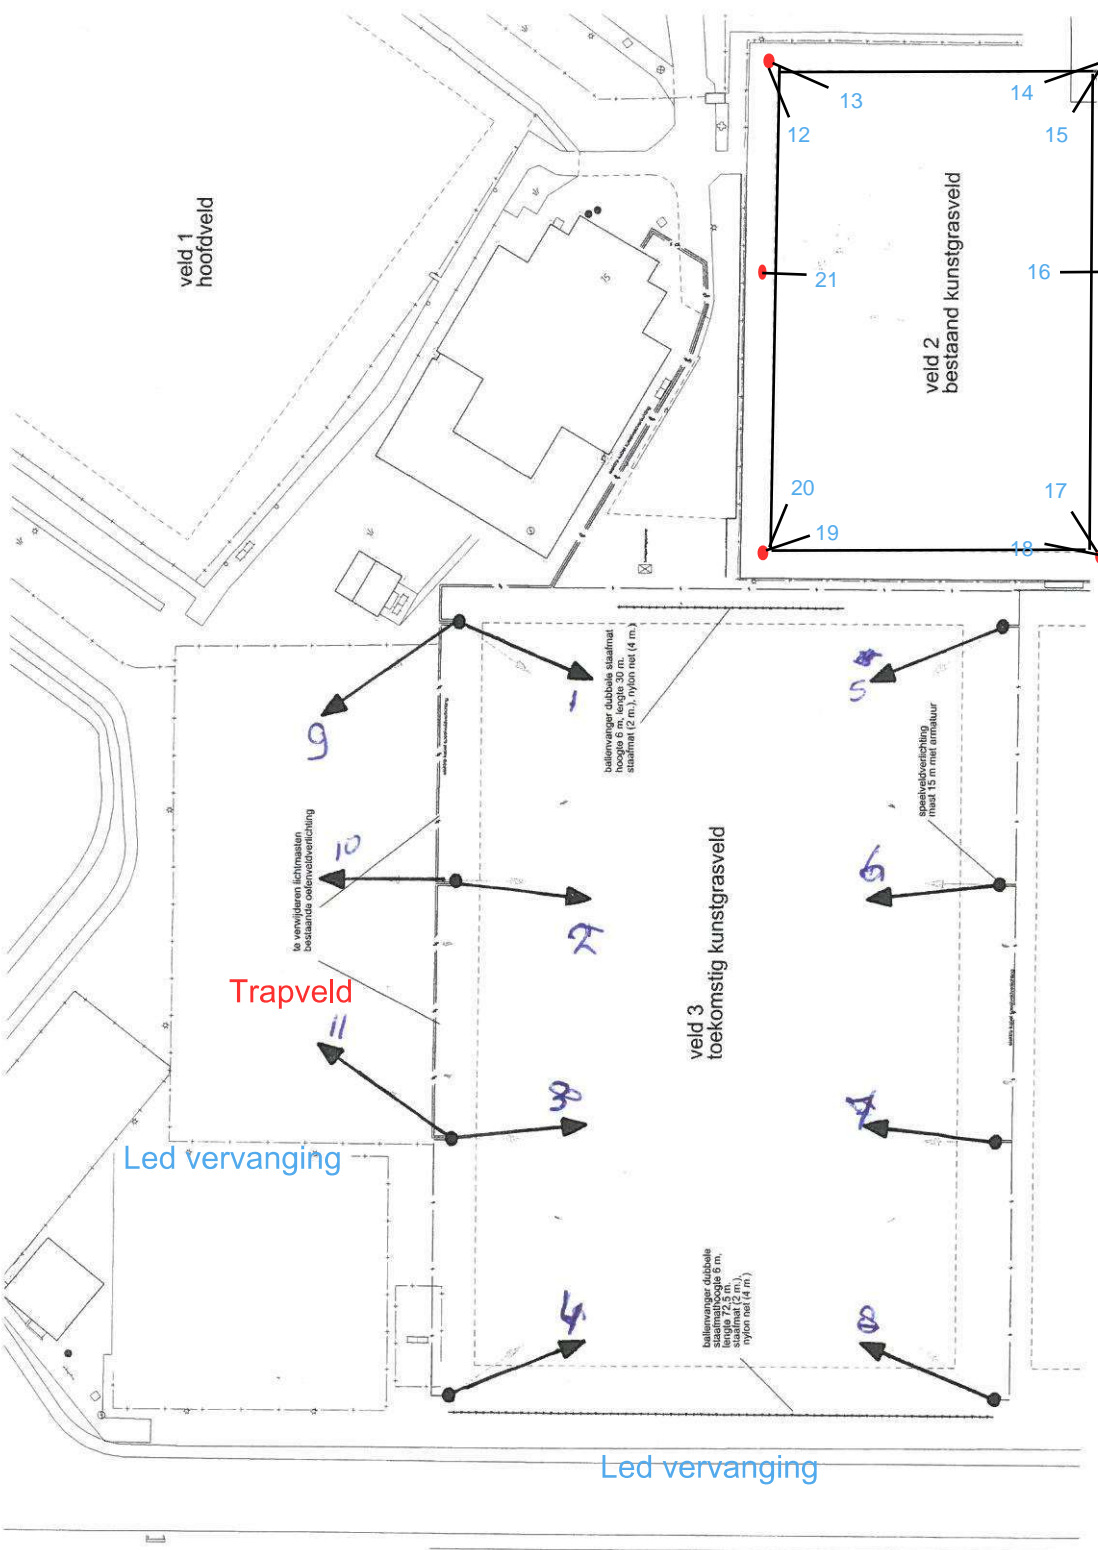 veld 1
hoofdveld
13
14
12
15
21
16
veld 2
bestaand kunstgrasveld
20
17
19
18
9
1
5
ballenvanger dubbele staafmat
hoogte 6 m, lengte 30 m.
staafmat (2 m.), nylon net (4 m.)
speelveldverlichting
mast 15 m met armatuur
te verwijderen lichtmasten
bestaande oefenveldverlichting
10
2
6
Trapveld
veld 3
toekomstig kunstgrasveld
11
3
7
Led vervanging
4
8
ballenvanger dubbele
staafmathoogte 6 m,
lengte 72,5 m.
staafmat (2 m.),
nylon net (4 m.)
Led vervanging